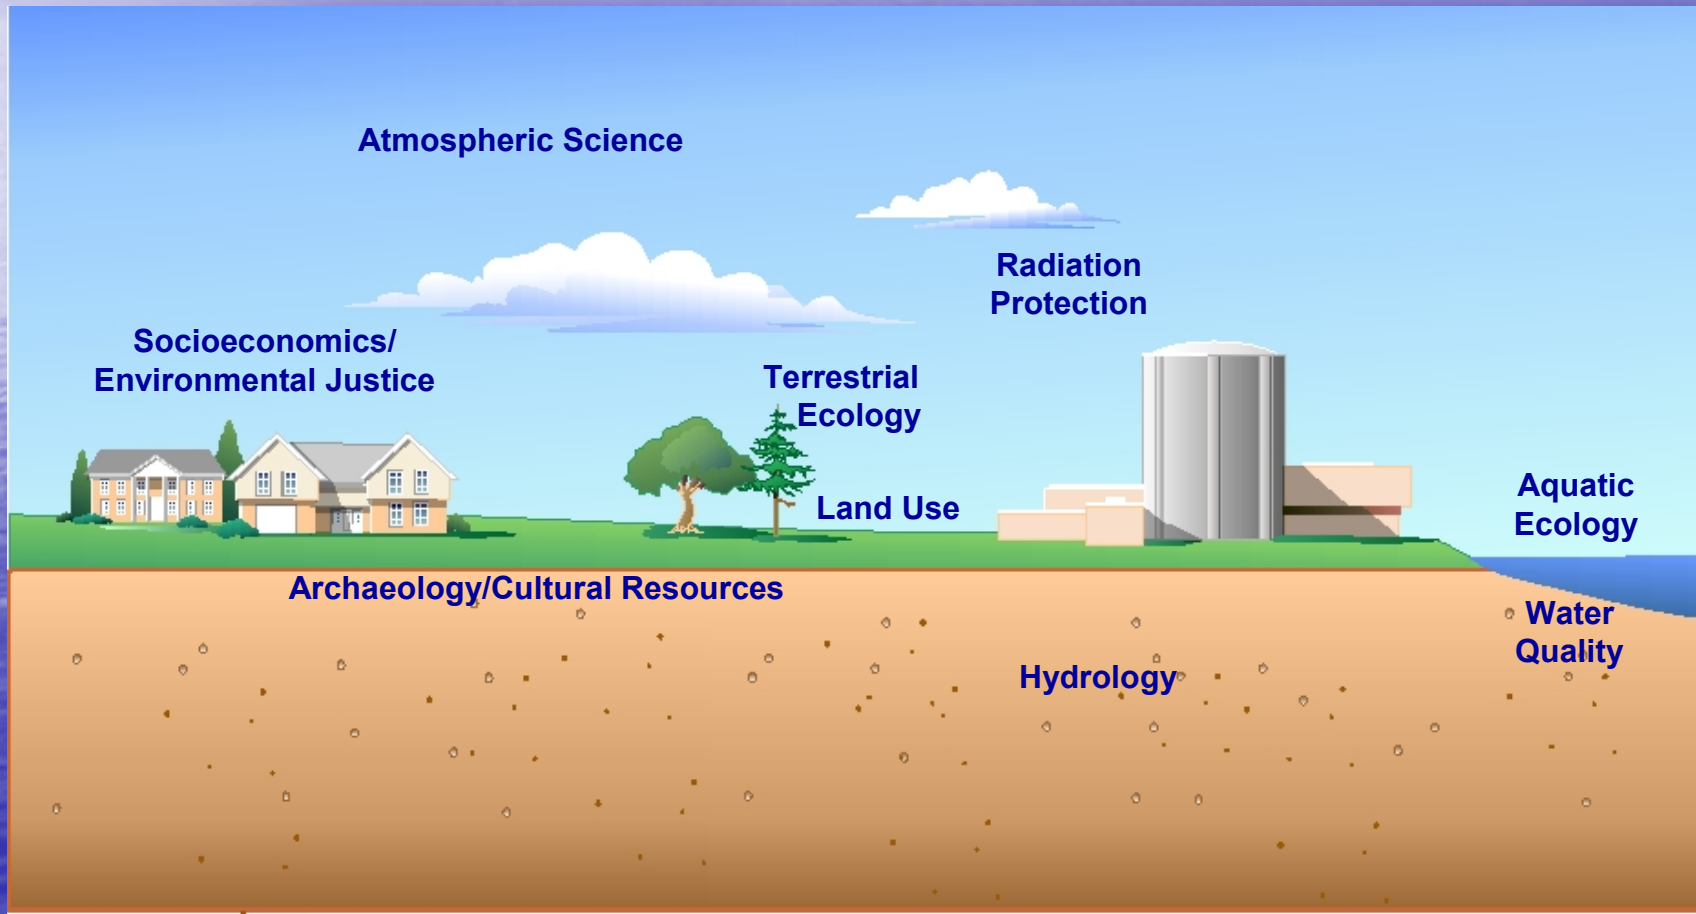 Atmospheric Science
Radiation
Protection
Socioeconomics/
Environmental Justice
Terrestrial
Ecology
Land Use
Aquatic
Ecology
Archaeology/Cultural Resources
Water
Quality
Hydrology